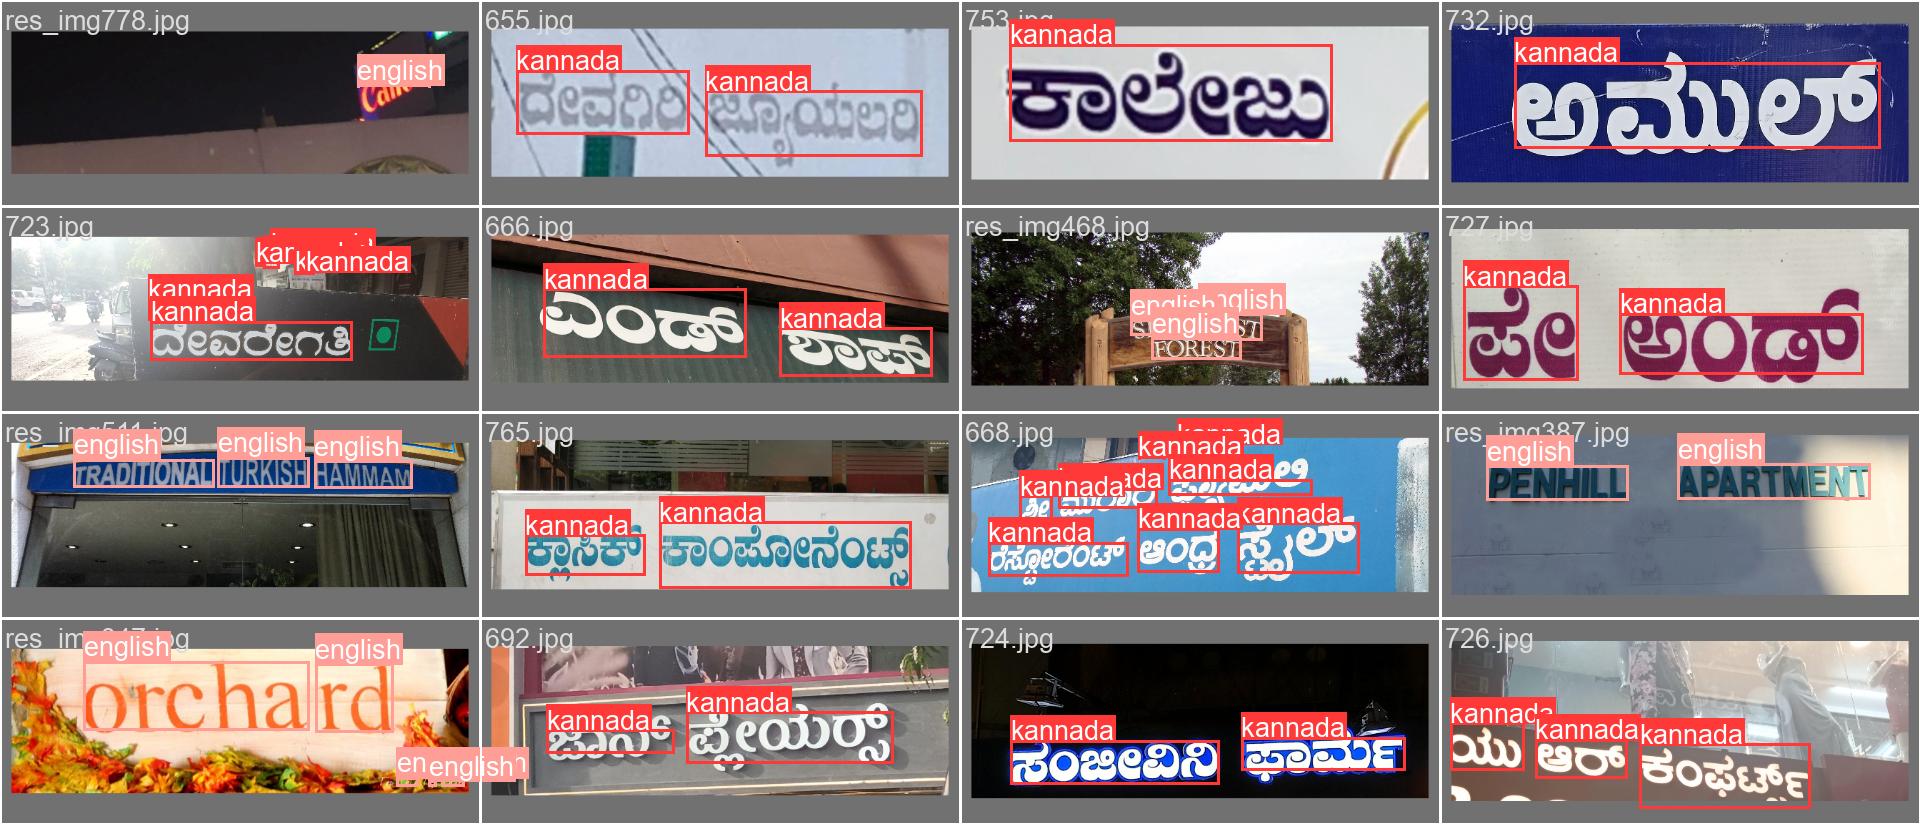 res_img778.jpg
655.jpg
753.jpg
732.jpg
english
kannada
kannada
kannada
kannada
ದೇವಗಿರಿ
ಜ್ಯೂಯಲರಿ
ಕಾಲೇಜು
ಅಮುಲ್
723.jpg
666.jpg
res_img468.jpg
727.jpg
kannada
kannada
kannada
ದೇವರೇಗತಿ
kannada
kannada
ಎಂಡ್
ಶಾಪ್
english
english
FOREST
kannada
kannada
ಪೇ
ಅಂಡ್
765.jpg
668.jpg
res_img387.jpg
english
english
english
TRADITIONAL TURKISH HAMMAM
kannada
kannada
ಕ್ಲಾಸಿಕ್ ಕಾಂಪೋನೆಂಟ್ಸ್
kannada
kannada
kannada
kannada
kannada
kannada
ರೆಸ್ಟೋರೆಂಟ್ ಆಂಧ್ರ ಸ್ಟೈಲ್
english
english
PENHILL APARTMENT
692.jpg
724.jpg
726.jpg
english
english
orchard
english
kannada
kannada
ಪ್ಲೇಯರ್ಸ್
kannada
kannada
ಸಂಜೀವಿನಿ
ಫಾರ್ಮ
kannada
kannada
kannada
ಯು ಆರ್ ಕಂಫರ್ಟ್ಸ್